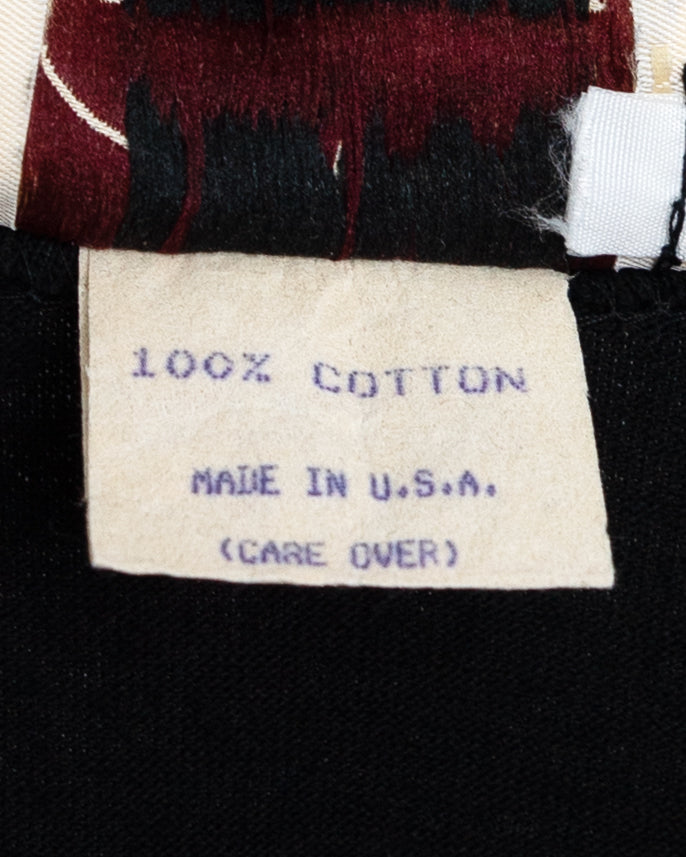 100% COTTON
MADE IN U.S.A.
(CARE OVER)